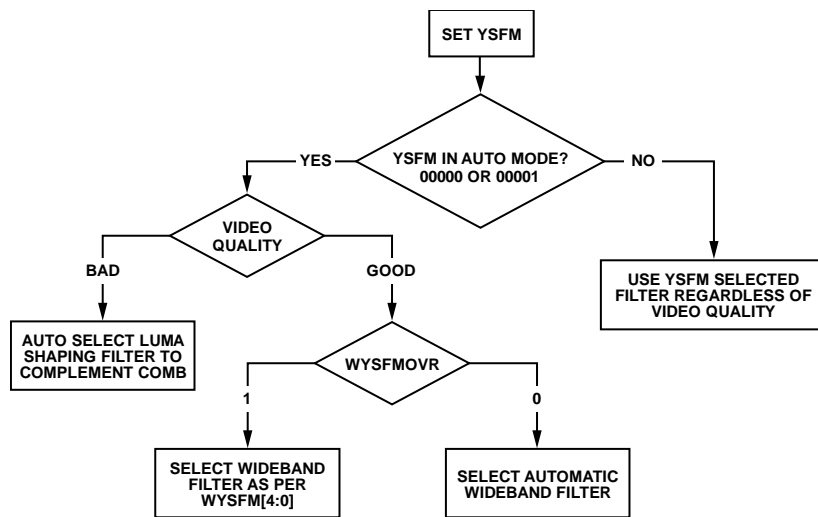 SET YSFM
YSFM IN AUTO MODE?
00000 OR 00001
YES
NO
VIDEO
QUALITY
BAD
GOOD
USE YSFM SELECTED
FILTER REGARDLESS OF
VIDEO QUALITY
AUTO SELECT LUMA
SHAPING FILTER TO
COMPLEMENT COMB
WYSFMOVR
1
0
SELECT WIDEBAND
FILTER AS PER
WYSFM[4:0]
SELECT AUTOMATIC
WIDEBAND FILTER